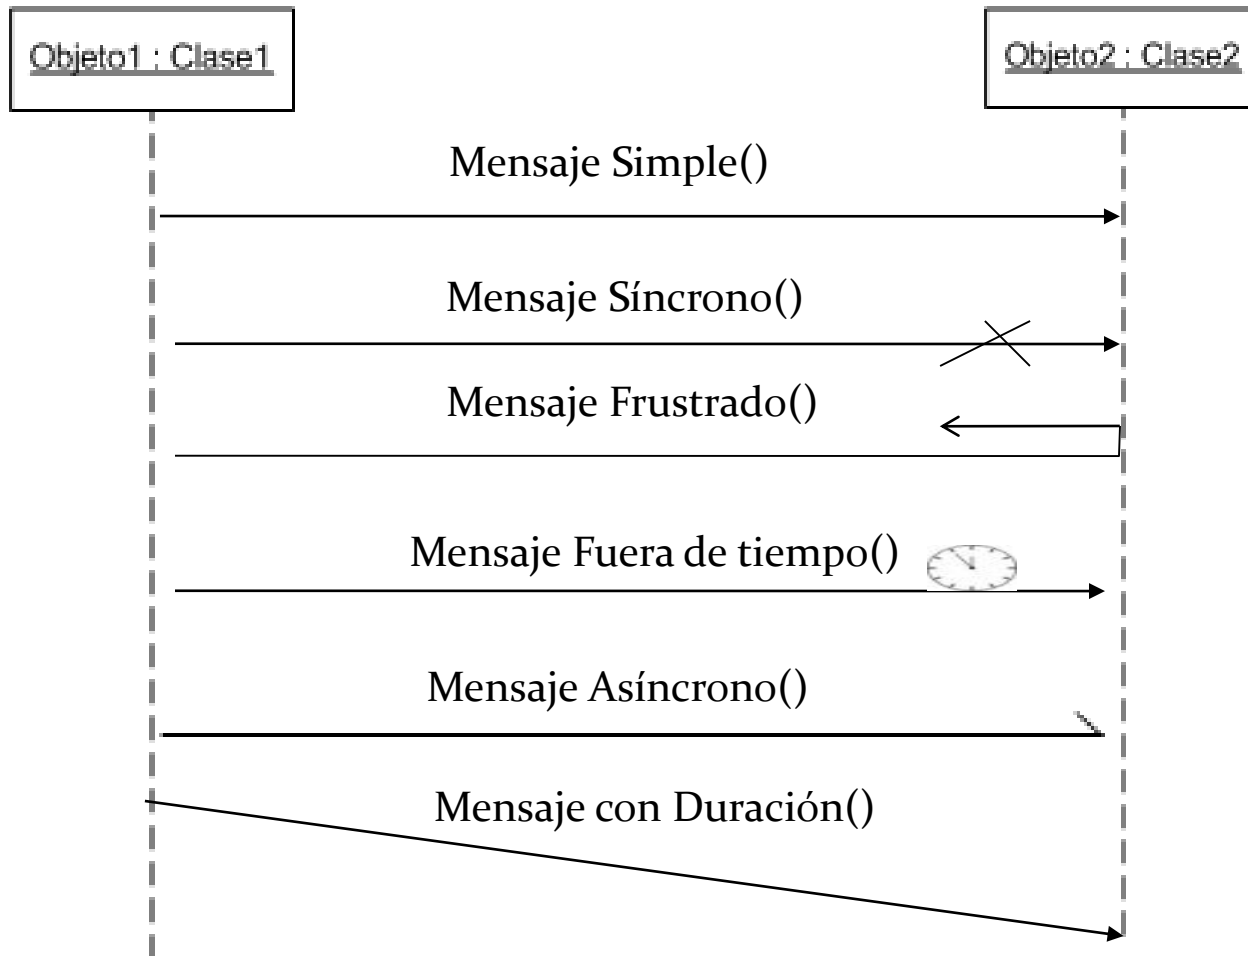 Objeto1 : Clase1
Objeto2 : Clase2
Mensaje Simple()
Mensaje Síncrono()
Mensaje Frustrado()
Mensaje Fuera de tiempo()
Mensaje Asíncrono()
Mensaje con Duración()